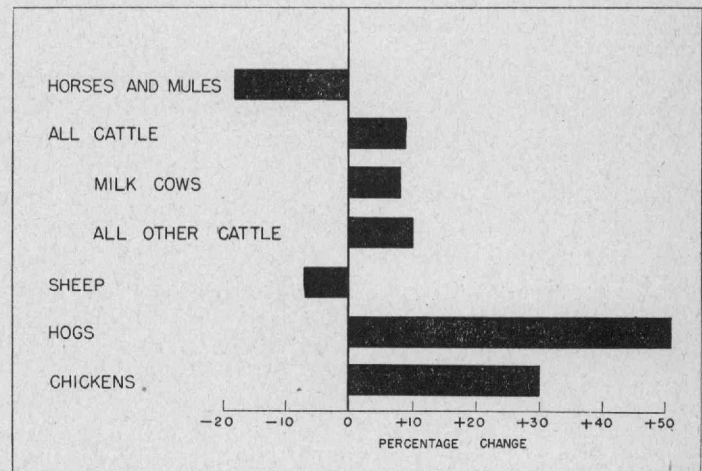 HORSES AND MULES
ALL CATTLE
MILK COWS
ALL OTHER CATTLE
SHEEP
HOGS
CHICKENS
-20 -10 0 +10 +20 +30 +40 +50
PERCENTAGE CHANGE